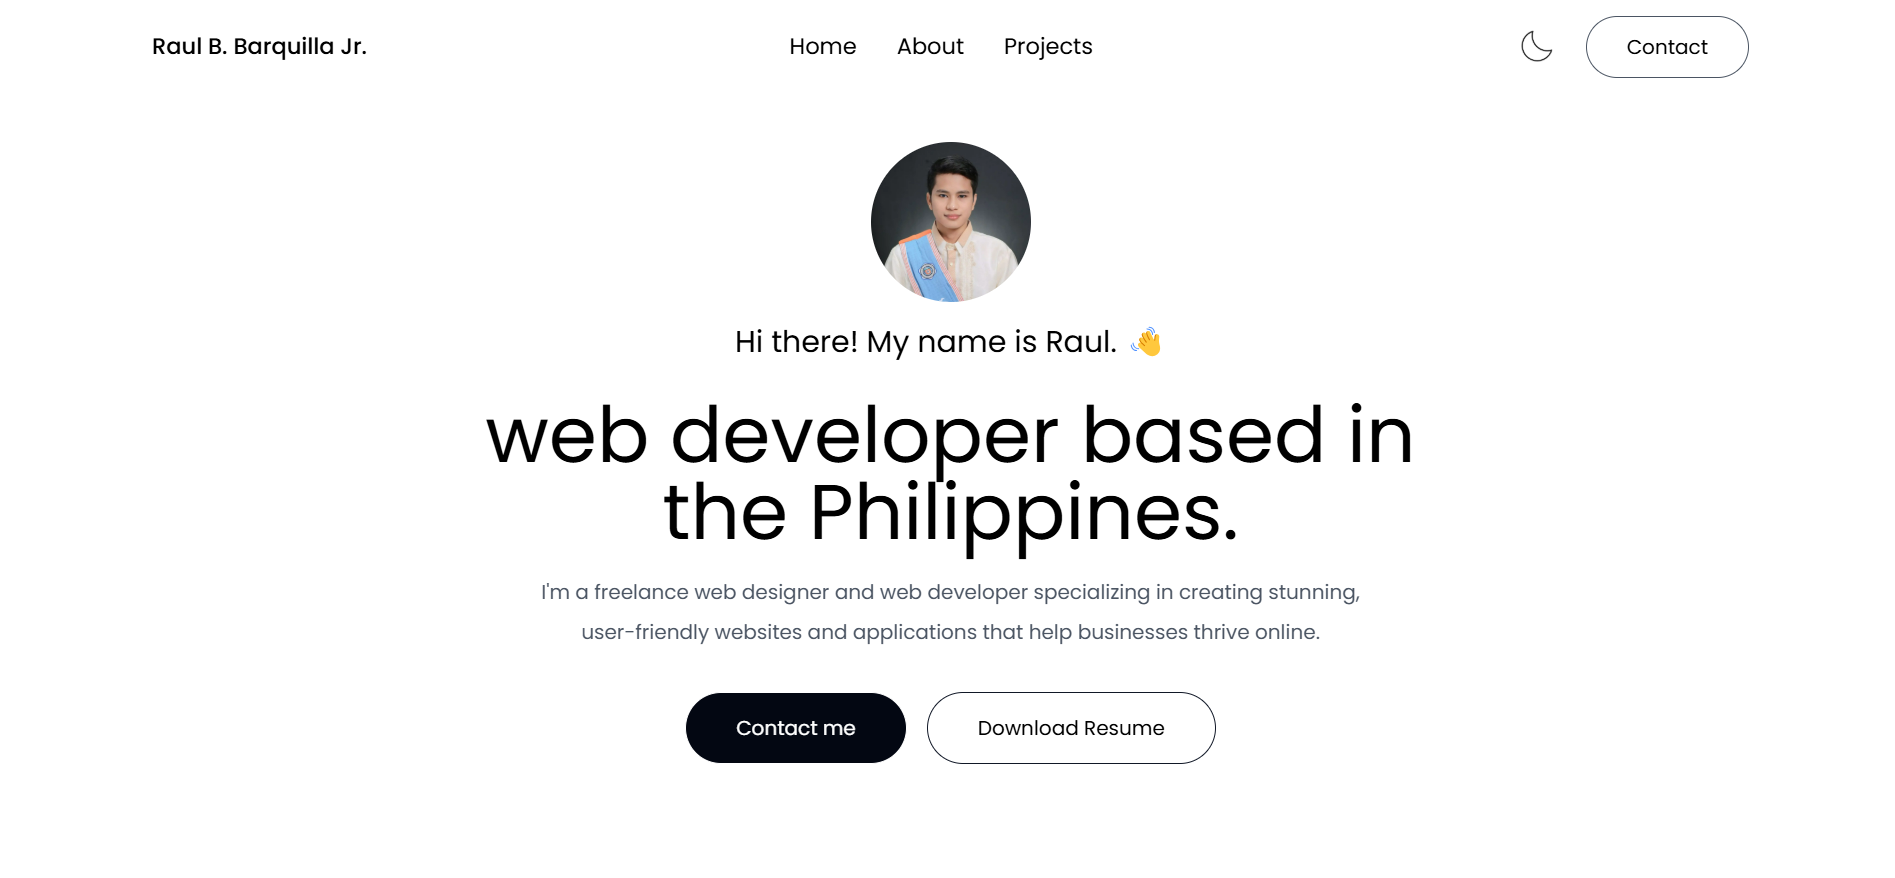 Raul B. Barquilla Jr.
Home
About
Projects
Contact
Hi there! My name is Raul. 👋
web developer based in
the Philippines.
I'm a freelance web designer and web developer specializing in creating stunning,
user-friendly websites and applications that help businesses thrive online.
Contact me
Download Resume